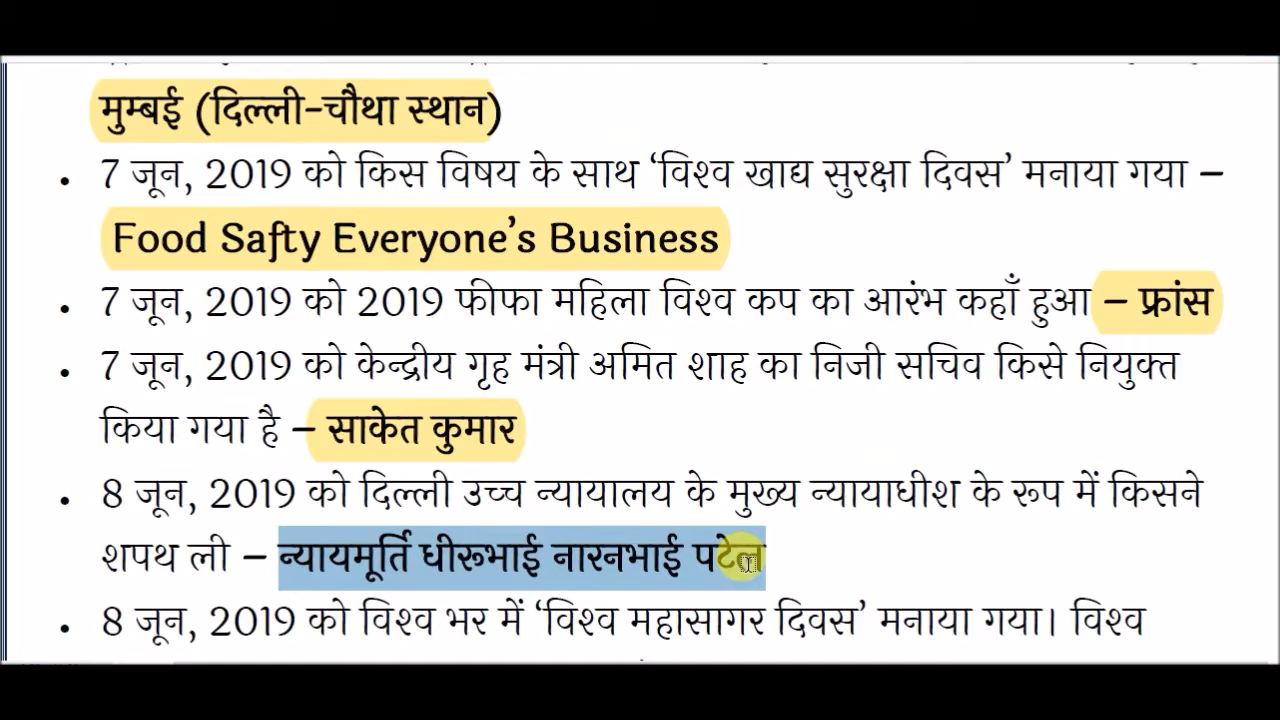 मुम्बई (दिल्ली-चौथा स्थान)
• 7 जून, 2019 को किस विषय के साथ ‘विश्व खाद्य सुरक्षा दिवस’ मनाया गया –
Food Safty Everyone’s Business
• 7 जून, 2019 को 2019 फीफा महिला विश्व कप का आरंभ कहाँ हुआ – फ्रांस
• 7 जून, 2019 को केन्द्रीय गृह मंत्री अमित शाह का निजी सचिव किसे नियुक्त
किया गया है – साकेत कुमार
• 8 जून, 2019 को दिल्ली उच्च न्यायालय के मुख्य न्यायाधीश के रूप में किसने
शपथ ली – न्यायमूर्ति धीरूभाई नारनभाई पटेल
• 8 जून, 2019 को विश्व भर में ‘विश्व महासागर दिवस’ मनाया गया। विश्व